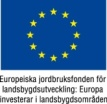 Europeiska jordbruksfonden för
landsbygdsutveckling: Europa
investerar i landsbygdsområden